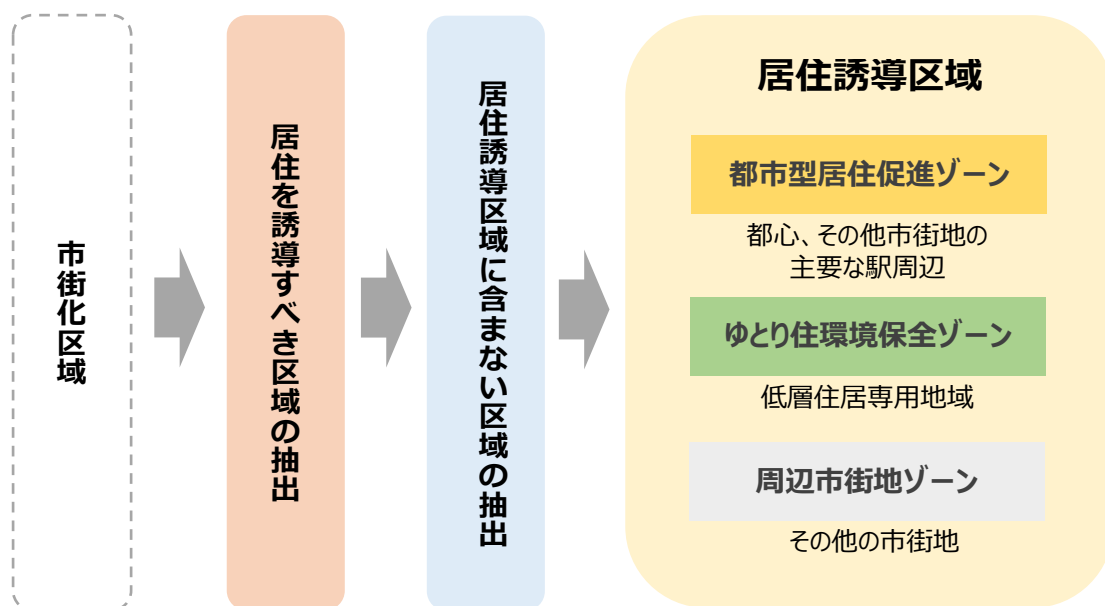 市街化区域
居住を誘導すべき区域の抽出
居住誘導区域に含まない区域の抽出
居住誘導区域
都市型居住促進ゾーン
都心、その他市街地の
主要な駅周辺
ゆとり住環境保全ゾーン
低層住居専用地域
周辺市街地ゾーン
その他の市街地